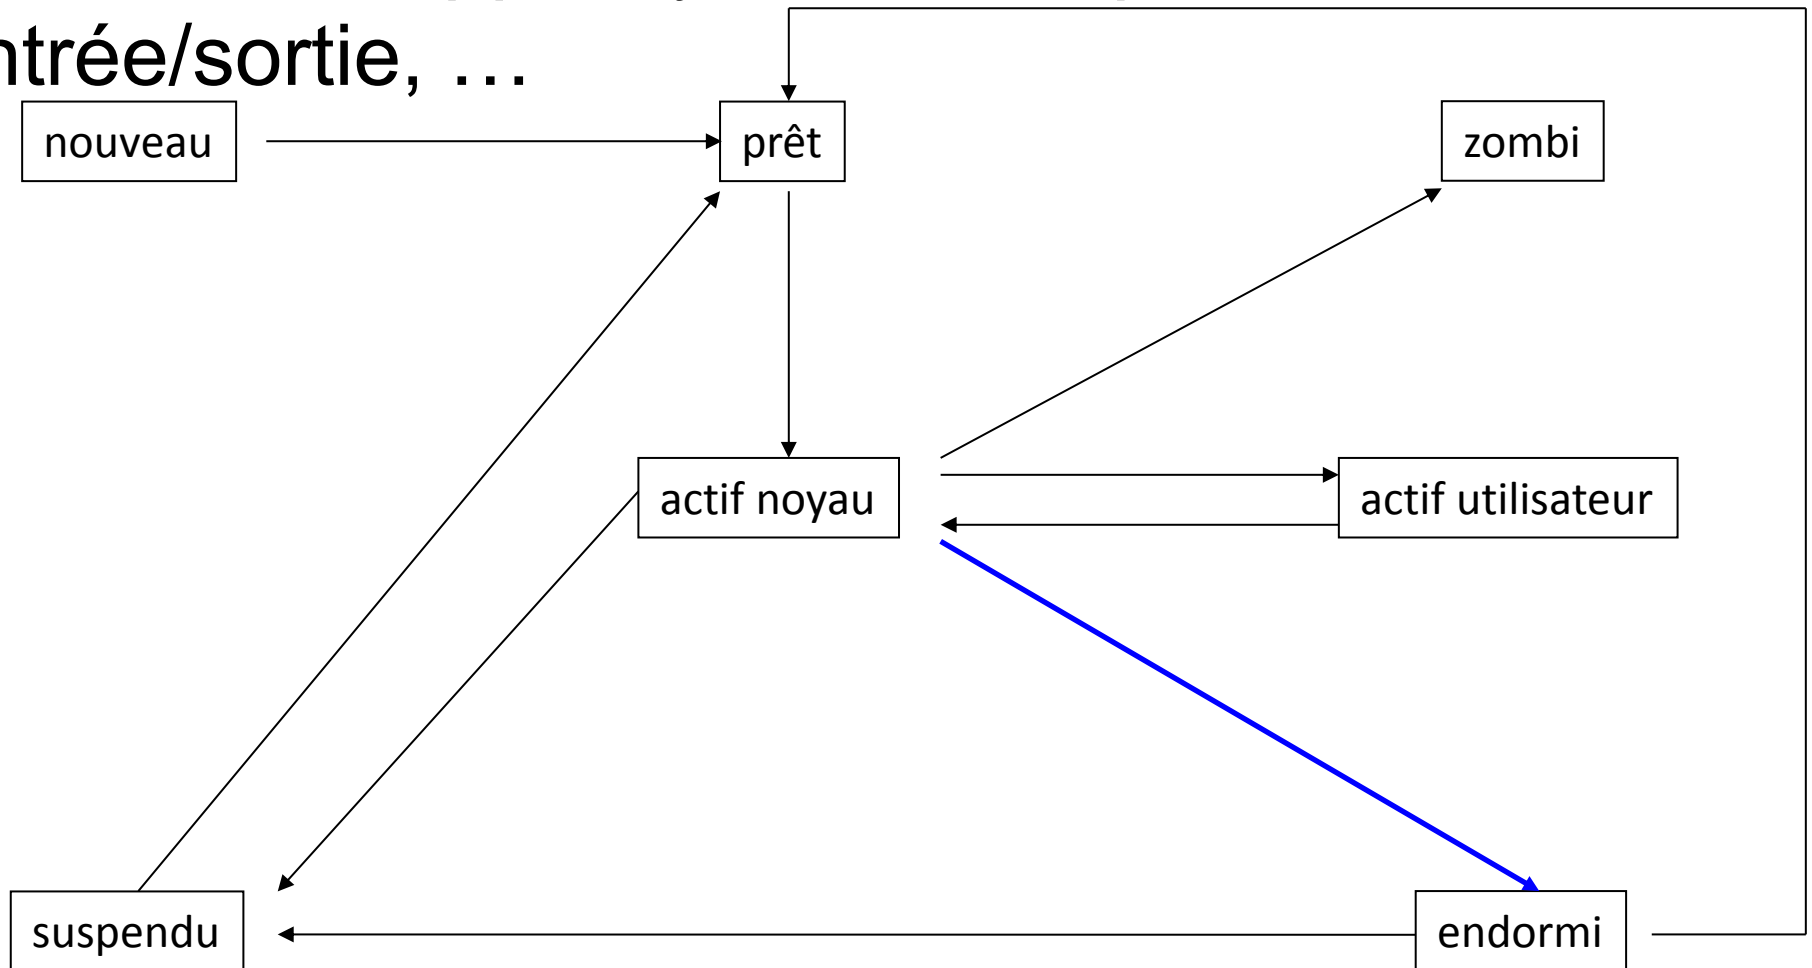 ntrée/sortie, …
nouveau
prêt
zombi
actif noyau
actif utilisateur
suspendu
endormi